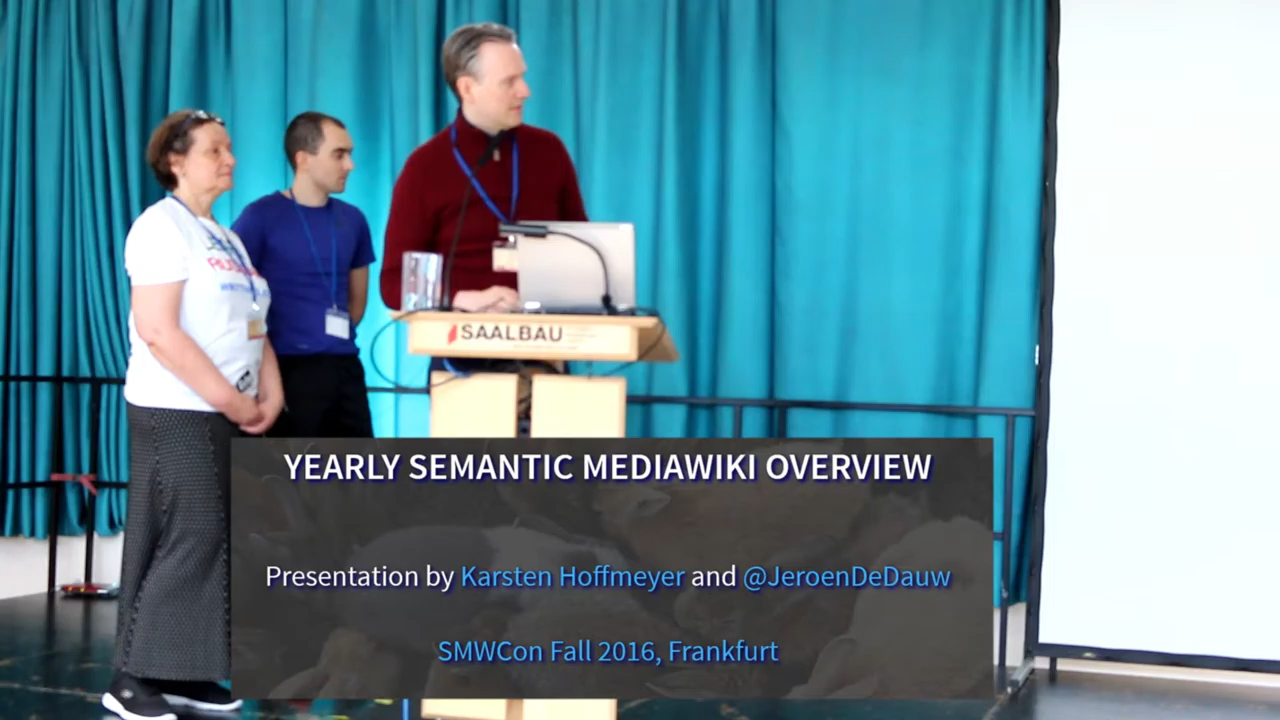 SAALBAU
YEARLY SEMANTIC MEDIAWIKI OVERVIEW
Presentation by Karsten Hoffmeyer and @JeroenDeDauw
SMWCon Fall 2016, Frankfurt